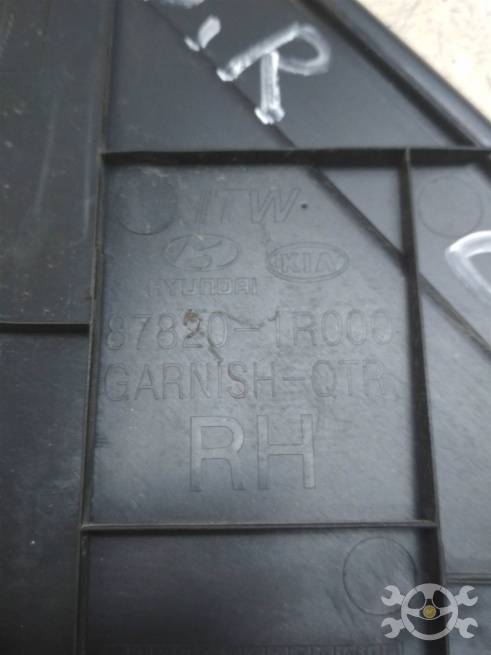 R
ITW
HYUNDAI
KIA
87820-1R000
GARNISH-QTR
RH